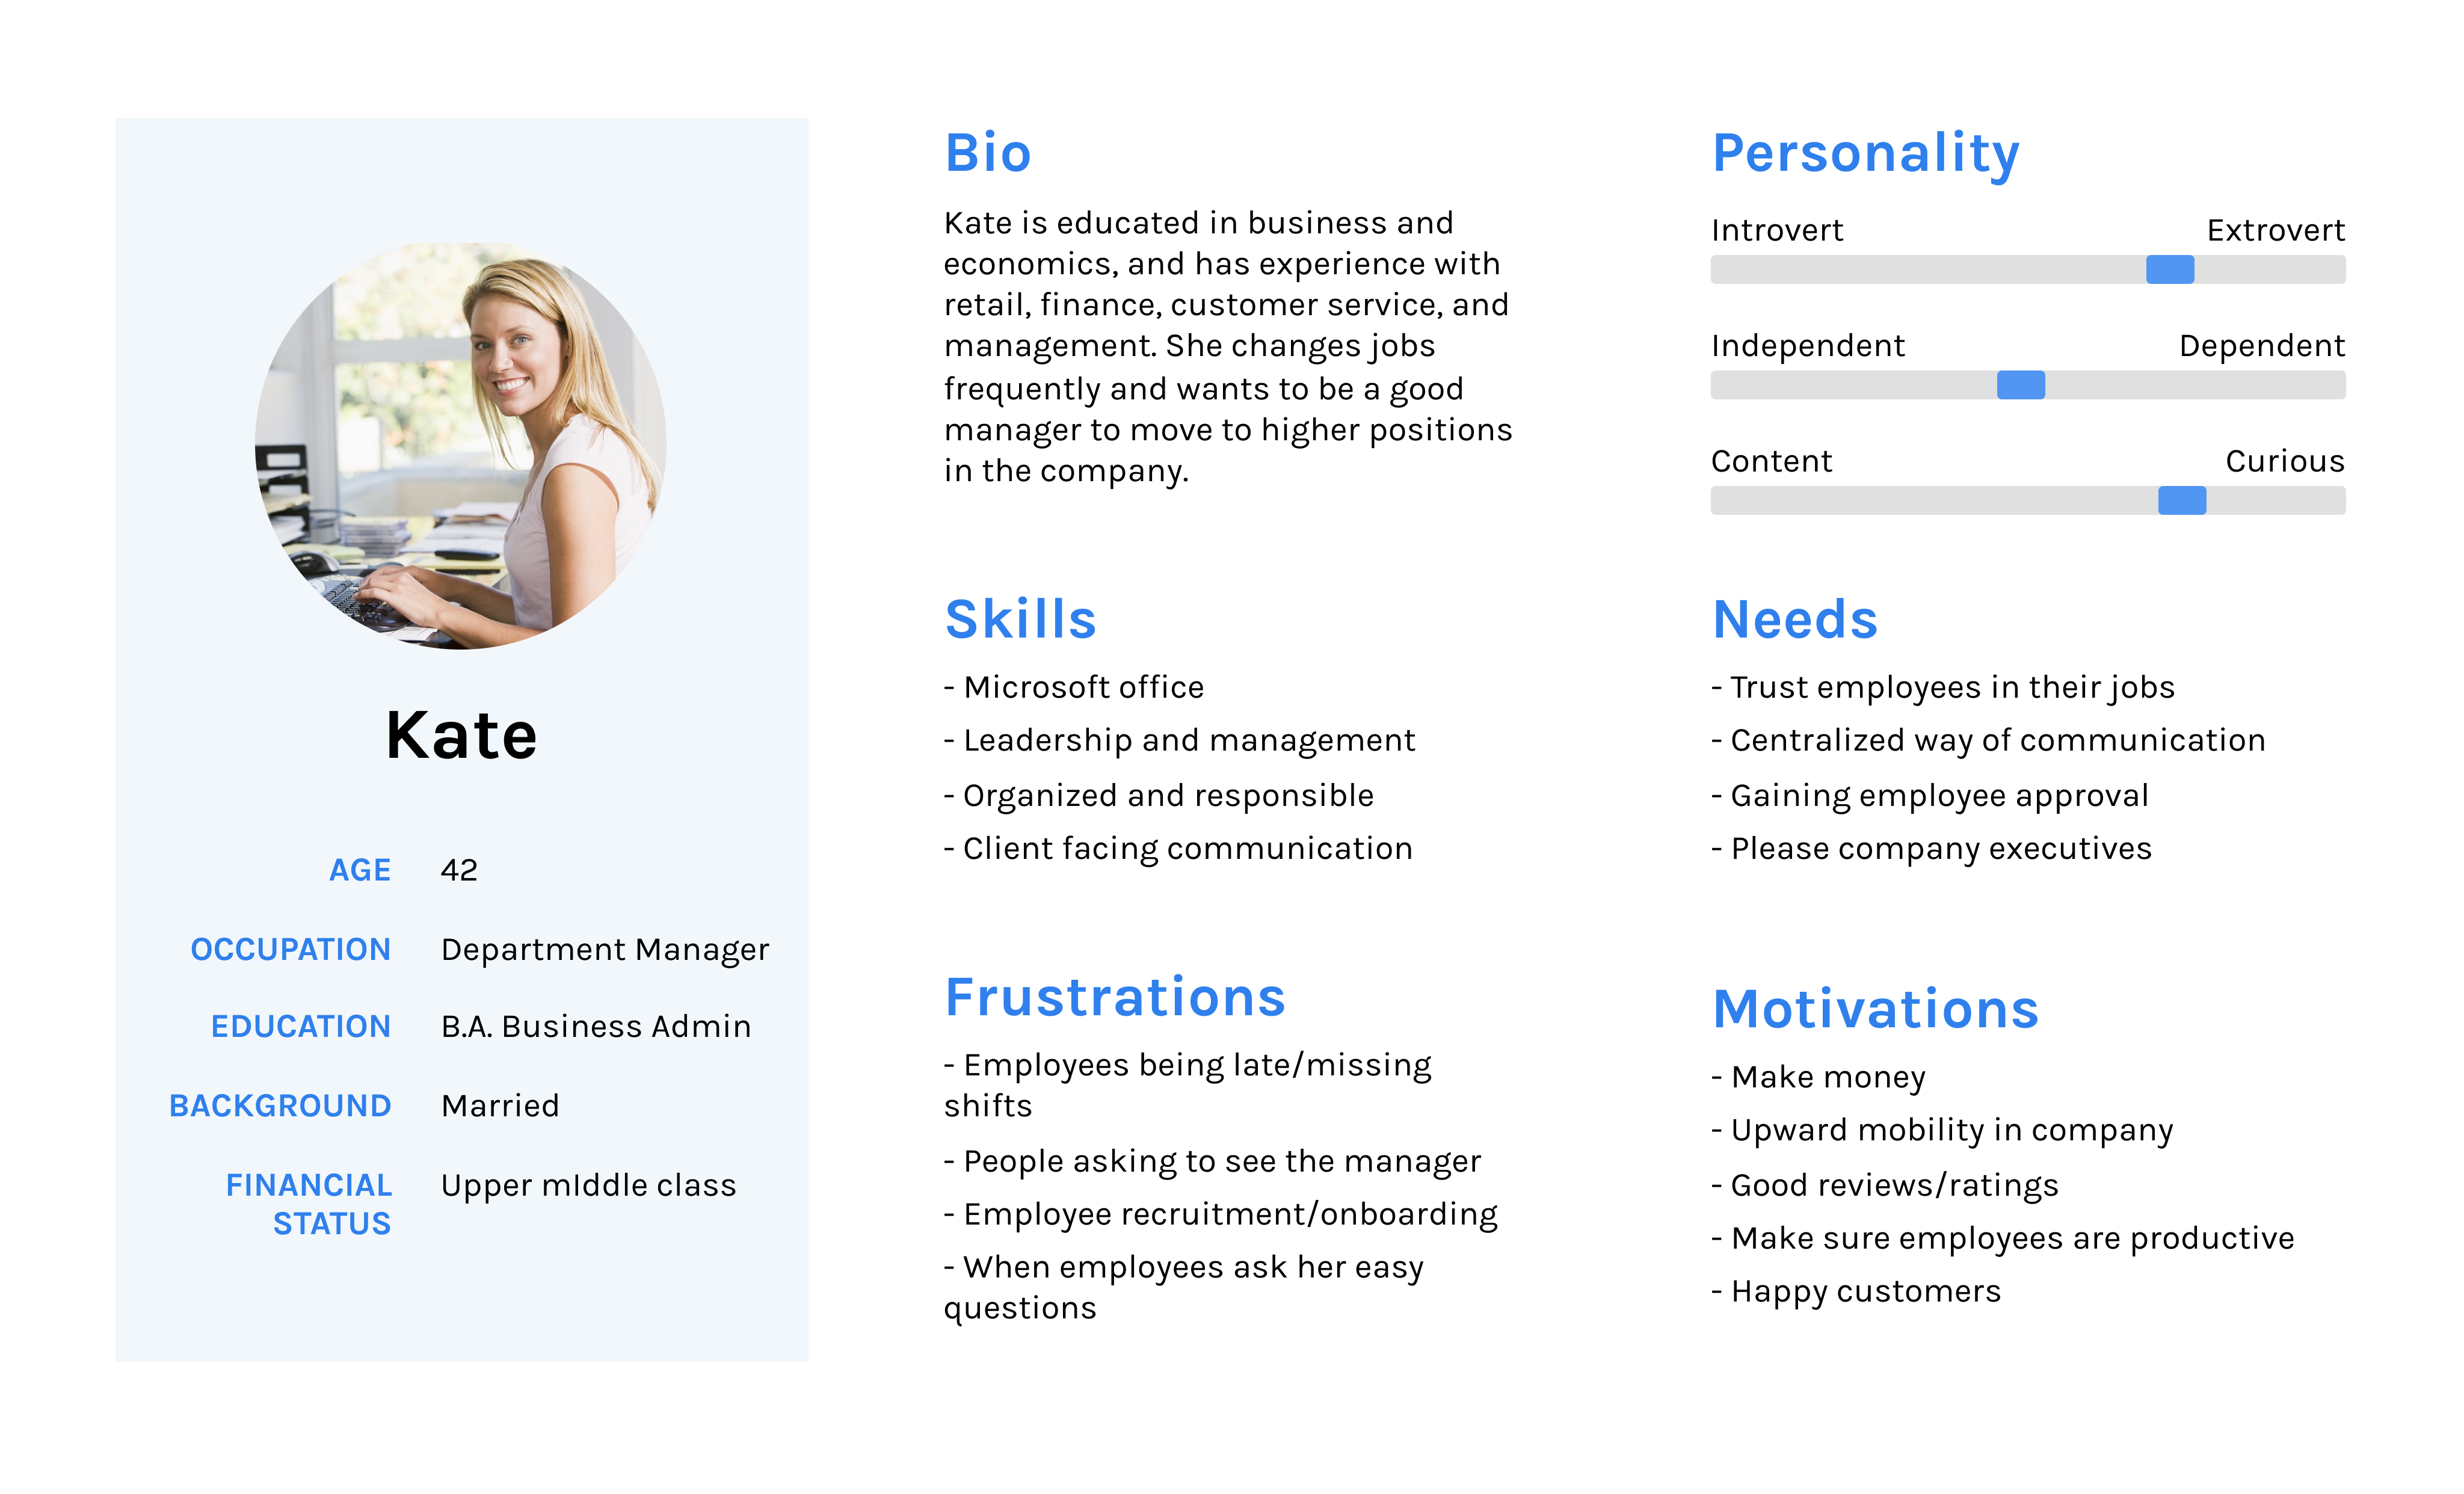 Kate
AGE 42
OCCUPATION Department Manager
EDUCATION B.A. Business Admin
BACKGROUND Married
FINANCIAL Upper mIddle class
STATUS
Bio
Kate is educated in business and
economics, and has experience with
retail, finance, customer service, and
management. She changes jobs
frequently and wants to be a good
manager to move to higher positions
in the company.
Skills
- Microsoft office
- Leadership and management
- Organized and responsible
- Client facing communication
Frustrations
- Employees being late/missing
shifts
- People asking to see the manager
- Employee recruitment/onboarding
- When employees ask her easy
questions
Personality
Introvert Extrovert
Independent Dependent
Content Curious
Needs
- Trust employees in their jobs
- Centralized way of communication
- Gaining employee approval
- Please company executives
Motivations
- Make money
- Upward mobility in company
- Good reviews/ratings
- Make sure employees are productive
- Happy customers